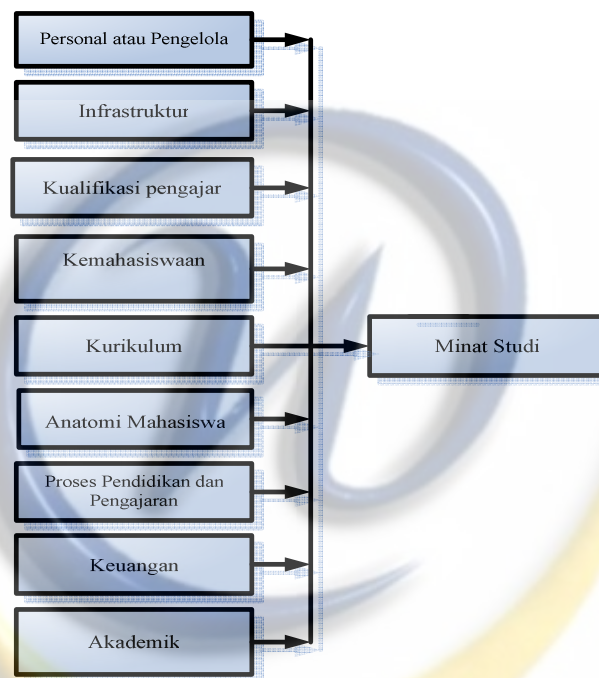 Personal atau Pengelola
Infrastruktur
Kualifikasi pengajar
Kemahasiswaan
Kurikulum
Minat Studi
Anatomi Mahasiswa
Proses Pendidikan dan
Pengajaran
Keuangan
Akademik